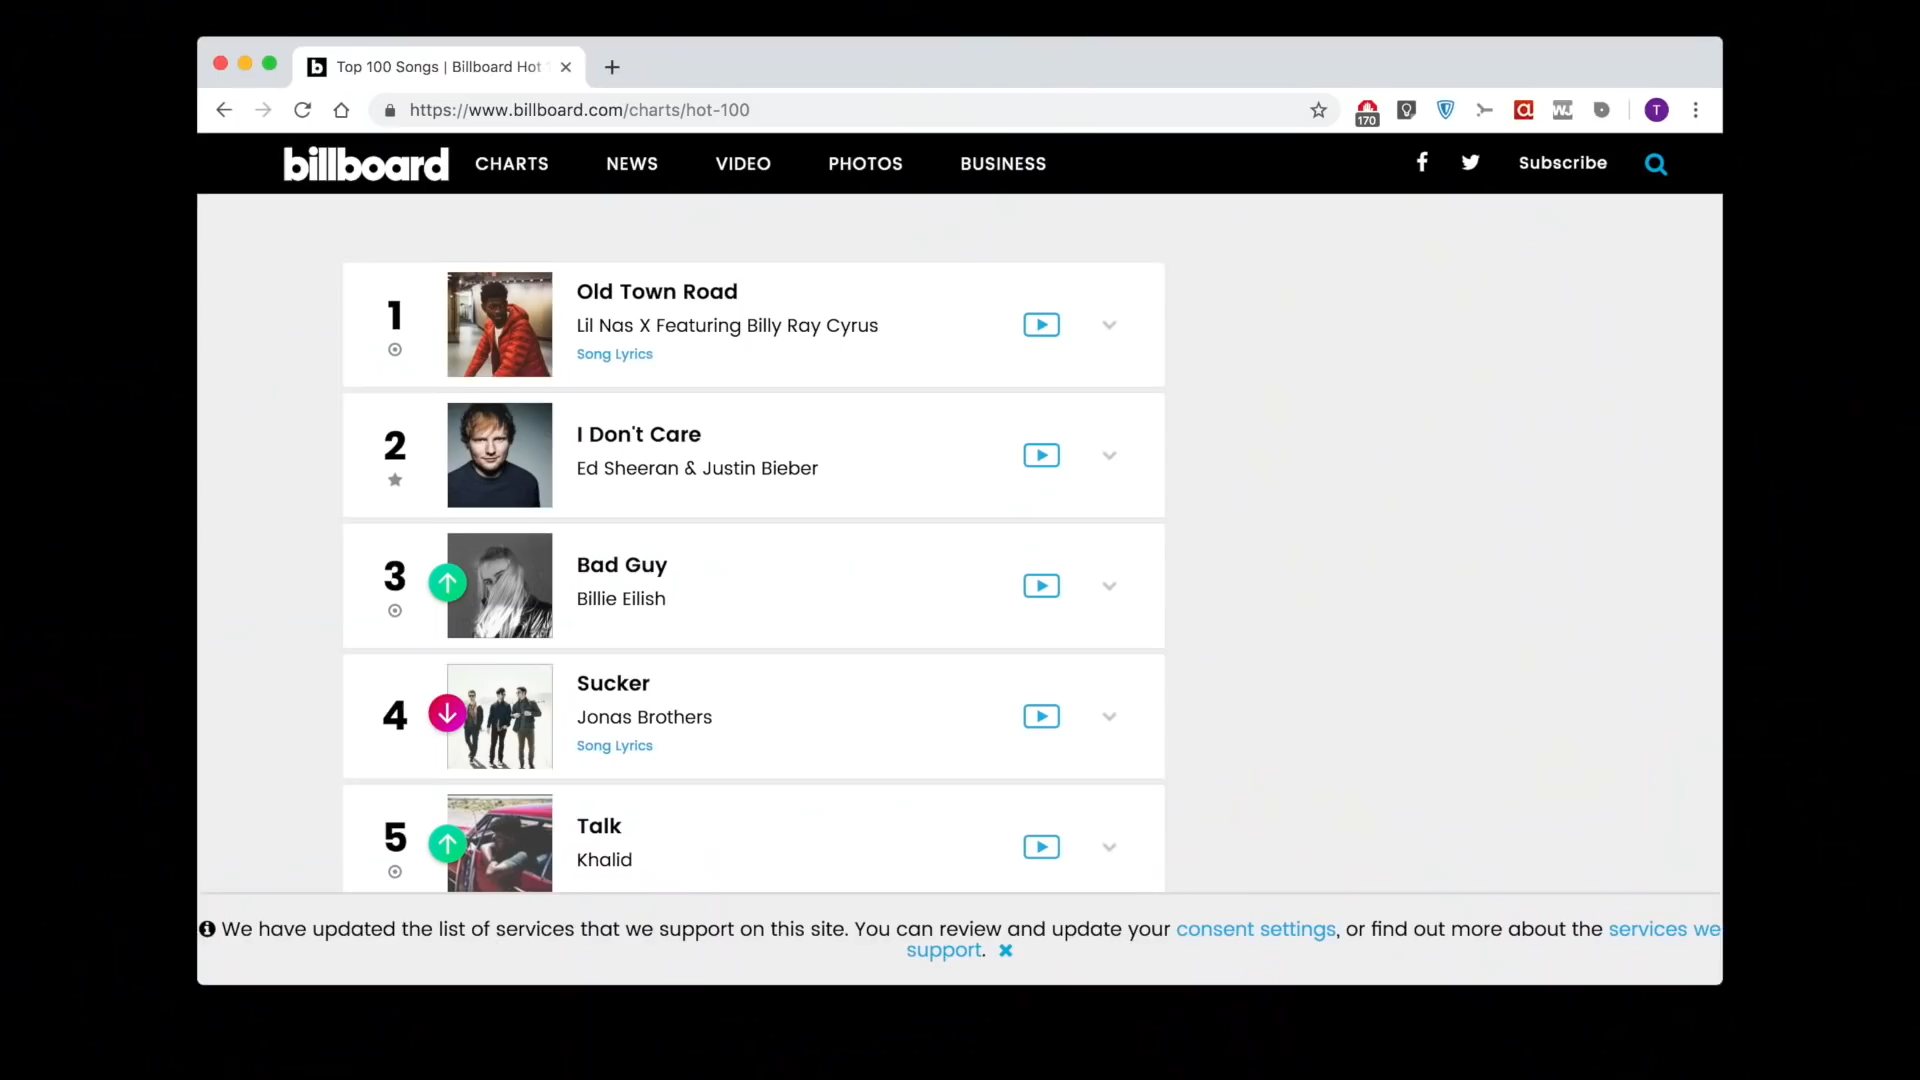 Top 100 Songs | Billboard Hot
https://www.billboard.com/charts/hot-100
170
T
billboard CHARTS NEWS VIDEO PHOTOS BUSINESS Subscribe
1
Old Town Road
Lil Nas X Featuring Billy Ray Cyrus
Song Lyrics
2
I Don't Care
Ed Sheeran & Justin Bieber
3
Bad Guy
Billie Eilish
4
Sucker
Jonas Brothers
Song Lyrics
5
Talk
Khalid
We have updated the list of services that we support on this site. You can review and update your consent settings, or find out more about the services we
support.